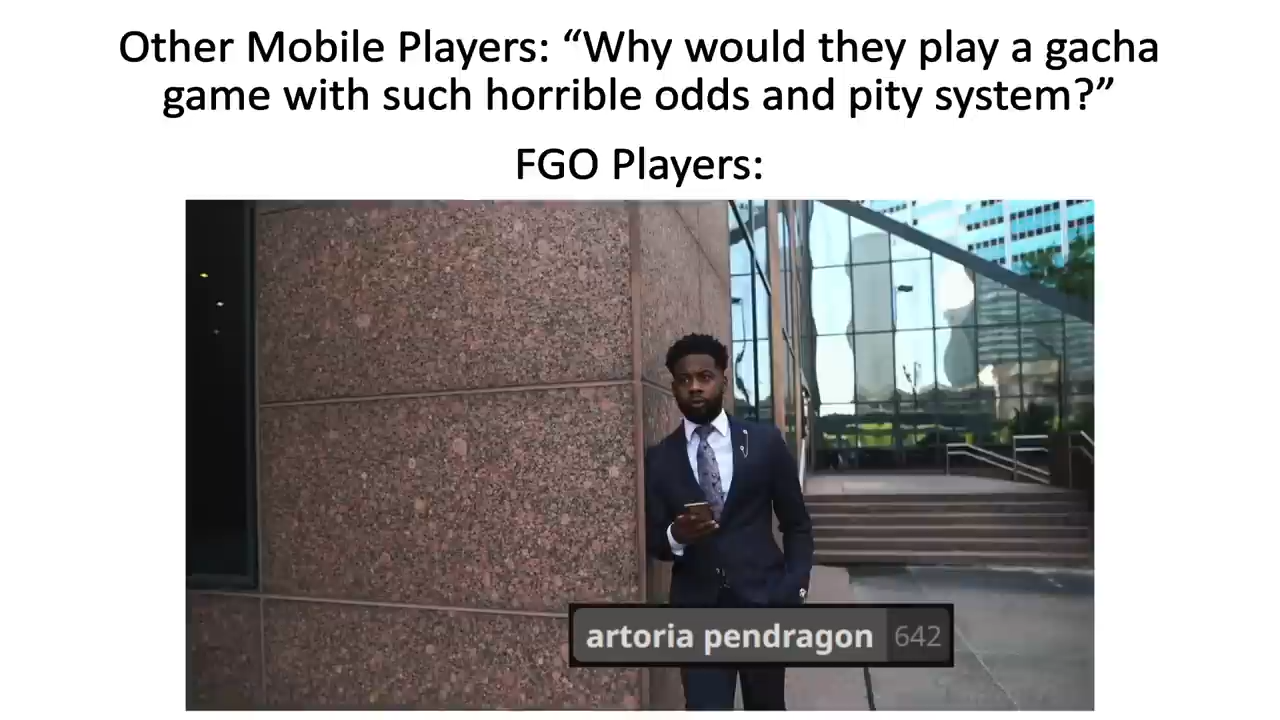 Other Mobile Players: “Why would they play a gacha
game with such horrible odds and pity system?”
FGO Players:
artoria pendragon 642